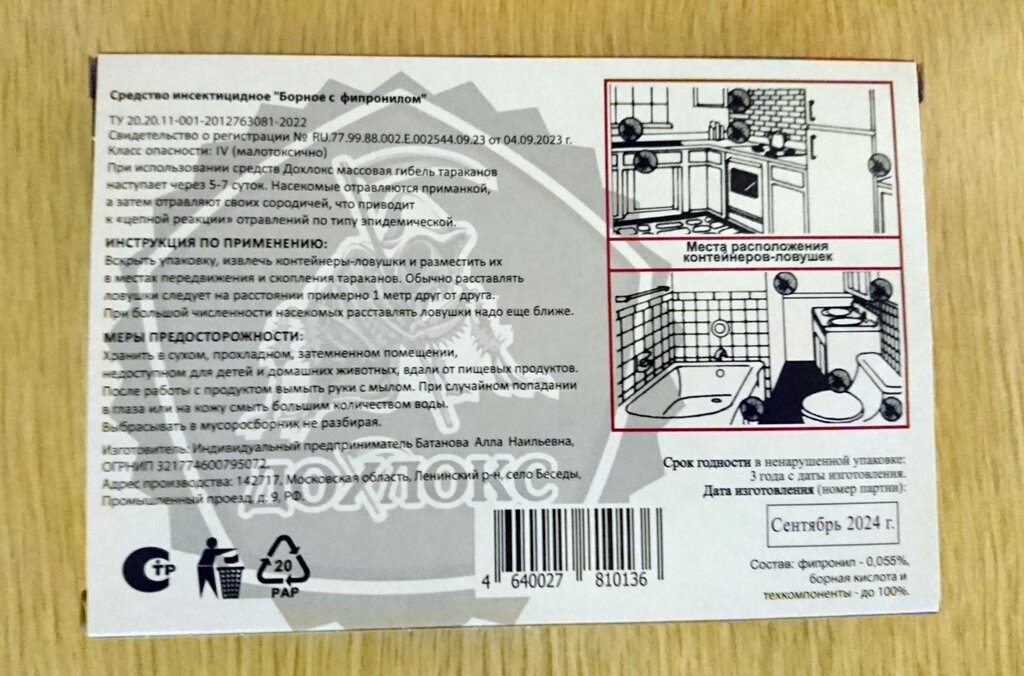 Средство инсектицидное "Борное с фипронилом"
ТУ 20.20.11-001-2012763081-2022
Свидетельство о регистрации № RU.77.99.88.002.E.002544.09.23 от 04.09.2023 г.
Класс опасности: IV (малотоксично)
При использовании средств Дохлокс массовая гибель тараканов
наступает через 5-7 суток. Насекомые отравляются приманкой,
а затем отравляют своих сородичей, что приводит
к «цепной реакции» отравлений по типу эпидемической.
ИНСТРУКЦИЯ ПО ПРИМЕНЕНИЮ:
Вскрыть упаковку, извлечь контейнеры-ловушки и разместить их
в местах передвижения и скопления тараканов. Обычно расставлять
ловушки следует на расстоянии примерно 1 метр друг от друга.
При большой численности насекомых расставлять ловушки надо еще ближе.
МЕРЫ ПРЕДОСТОРОЖНОСТИ:
Хранить в сухом, прохладном, затемненном помещении,
недоступном для детей и домашних животных, вдали от пищевых продуктов.
После работы с продуктом вымыть руки с мылом. При случайном попадании
в глаза или на кожу смыть большим количеством воды.
Выбрасывать в мусоросборник не разбирая.
Изготовитель: Индивидуальный предприниматель Батанова Алла Наильевна,
ОГРНИП 321774600795072.
Адрес производства: 142717, Московская область, Ленинский р-н, село Беседы,
Промышленный проезд, д. 9, РФ.
ДОХЛОКС
СТР
20
PAP
4 640027 810136
Места расположения
контейнеров-ловушек
Срок годности в ненарушенной упаковке:
3 года с даты изготовления.
Дата изготовления (номер партии):
Сентябрь 2024 г.
Состав: фипронил - 0,055%,
борная кислота и
техкомпоненты - до 100%.